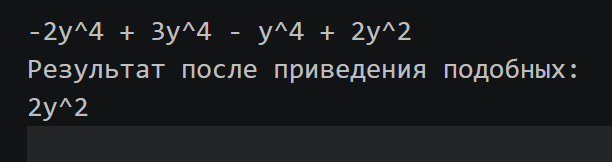 -2y^4 + 3y^4 - y^4 + 2y^2
Результат после приведения подобных:
2y^2